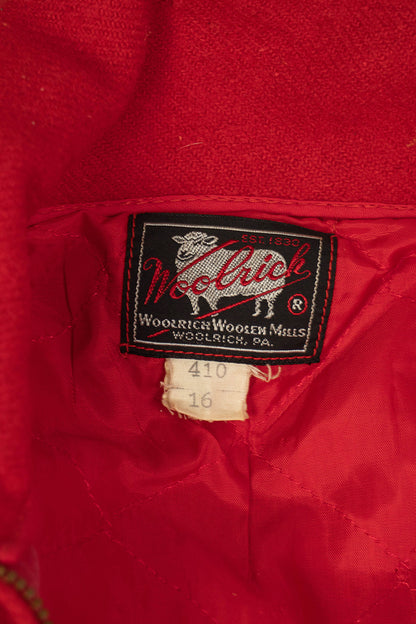 EST. 1830
Woolrich
®
WOOLRICH WOOLEN MILLS
WOOLRICH, PA.
410
16